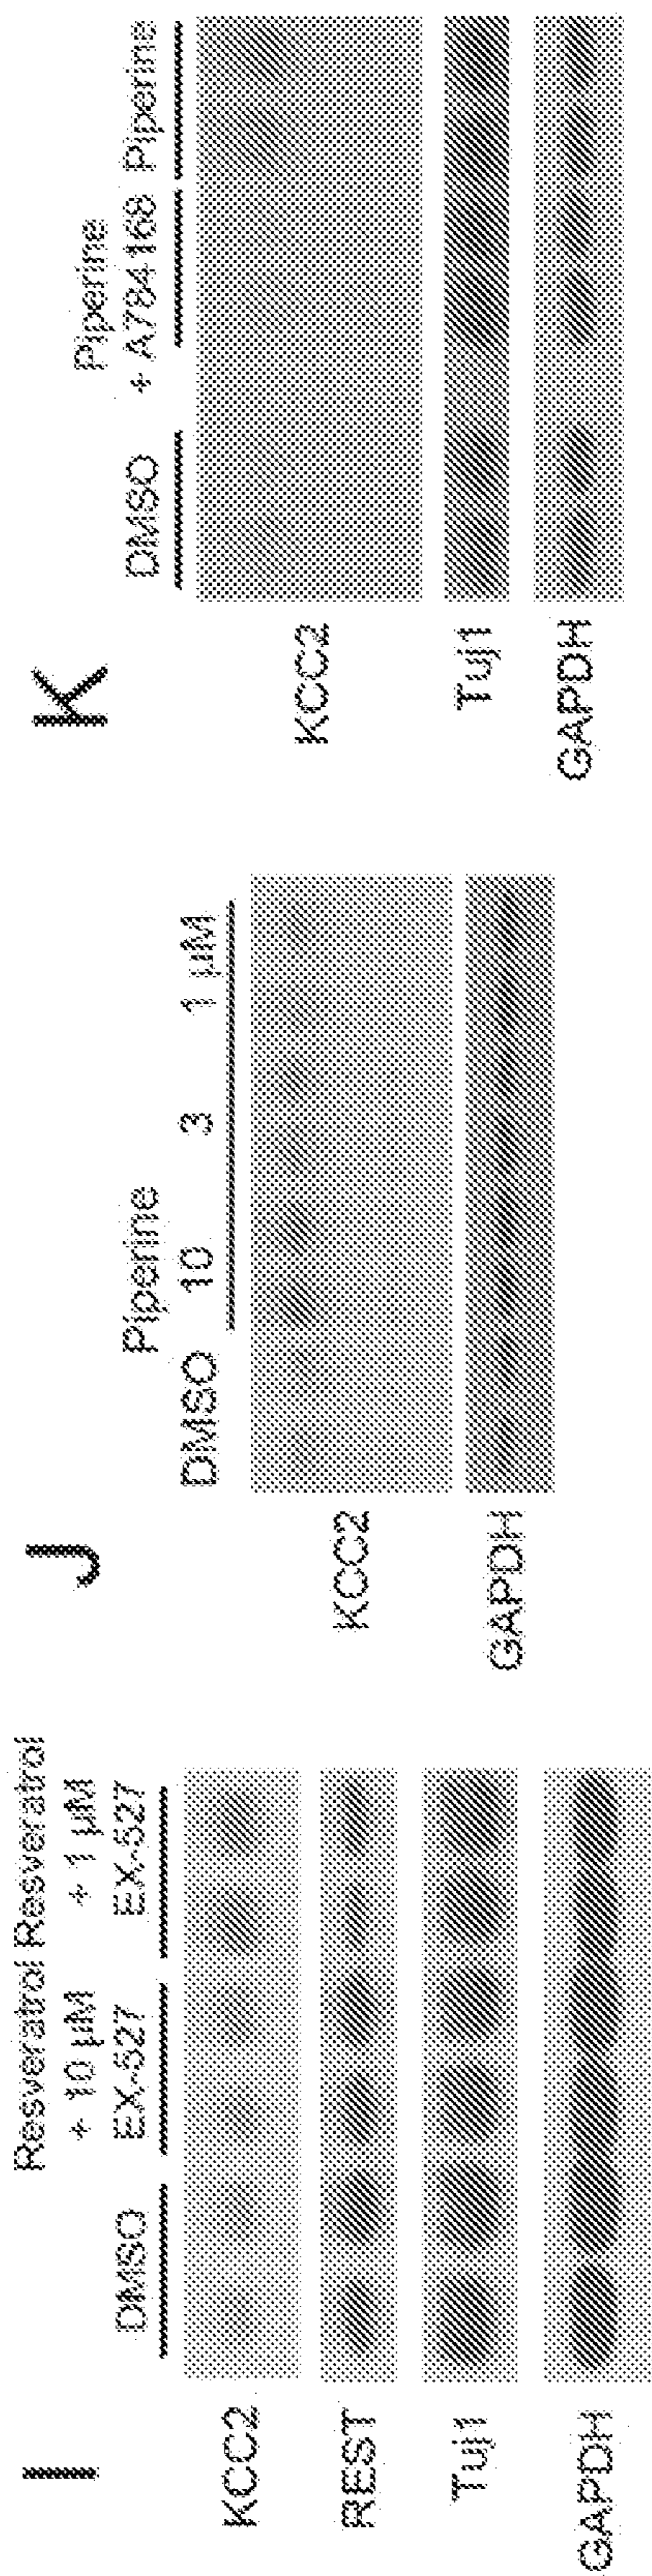 I
Resveratrol Resveratrol
+ 10 µM + 1 µM
DMSO EX-527 EX-527
KCC2
REST
Tuj1
GAPDH
J
Piperine
DMSO 10 3 1 µM
KCC2
GAPDH
K
Piperine
DMSO + A784168 Piperine
KCC2
Tuj1
GAPDH